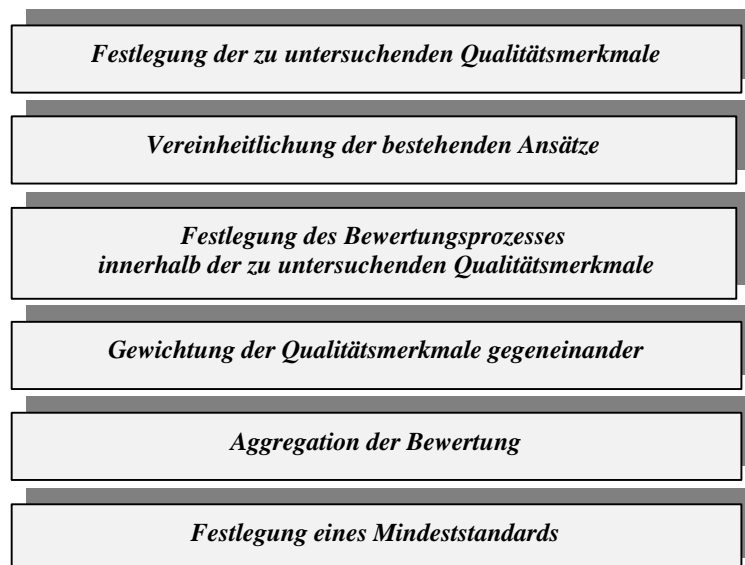 Festlegung der zu untersuchenden Qualitätsmerkmale
Vereinheitlichung der bestehenden Ansätze
Festlegung des Bewertungsprozesses
innerhalb der zu untersuchenden Qualitätsmerkmale
Gewichtung der Qualitätsmerkmale gegeneinander
Aggregation der Bewertung
Festlegung eines Mindeststandards